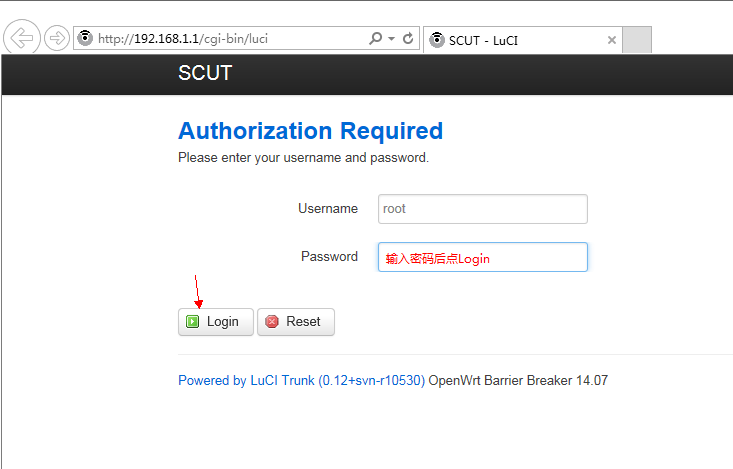 http://192.168.1.1/cgi-bin/luci
SCUT - LuCI
SCUT
Authorization Required
Please enter your username and password.
Username root
Password 输入密码后点Login
Login Reset
Powered by LuCI Trunk (0.12+svn-r10530) OpenWrt Barrier Breaker 14.07